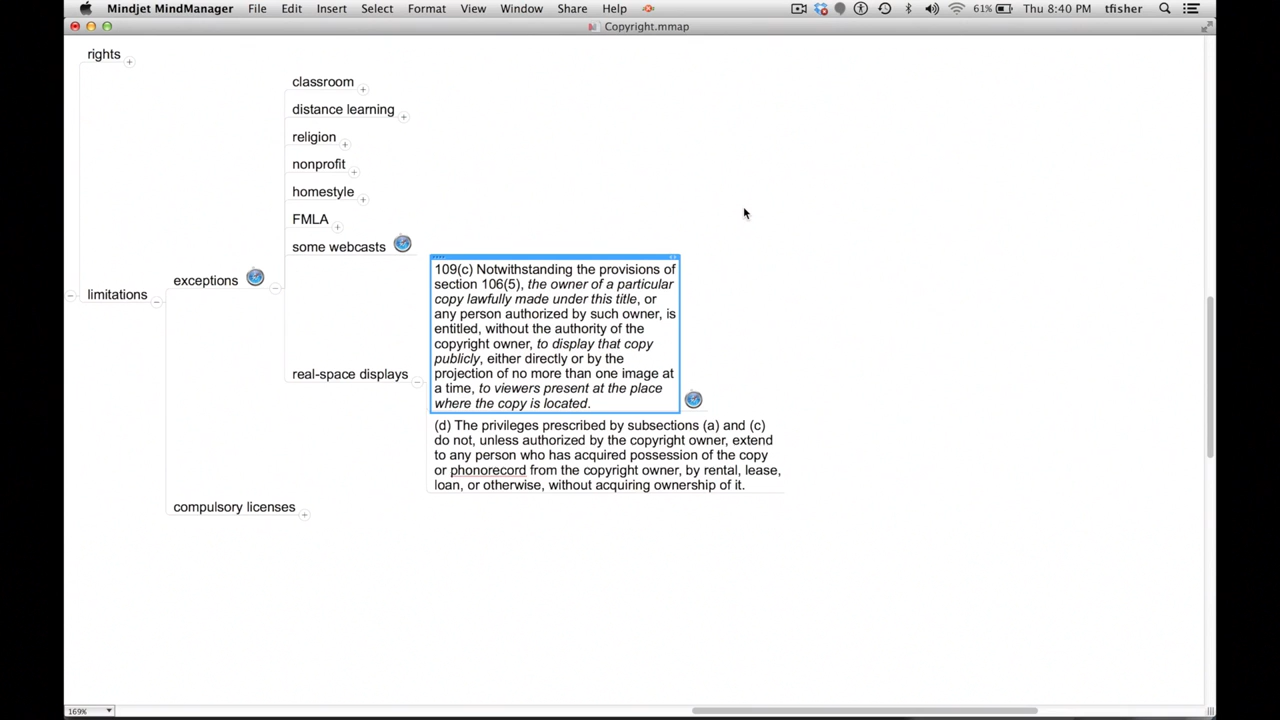 Mindjet MindManager File Edit Insert Select Format View Window Share Help 61% Thu 8:40 PM tfisher
Copyright.mmap
rights
classroom
distance learning
religion
nonprofit
homestyle
FMLA
some webcasts
109(c) Notwithstanding the provisions of
section 106(5), the owner of a particular
copy lawfully made under this title, or
any person authorized by such owner, is
entitled, without the authority of the
copyright owner, to display that copy
publicly, either directly or by the
projection of no more than one image at
a time, to viewers present at the place
where the copy is located.
exceptions
limitations
real-space displays
(d) The privileges prescribed by subsections (a) and (c)
do not, unless authorized by the copyright owner, extend
to any person who has acquired possession of the copy
or phonorecord from the copyright owner, by rental, lease,
loan, or otherwise, without acquiring ownership of it.
compulsory licenses
169%